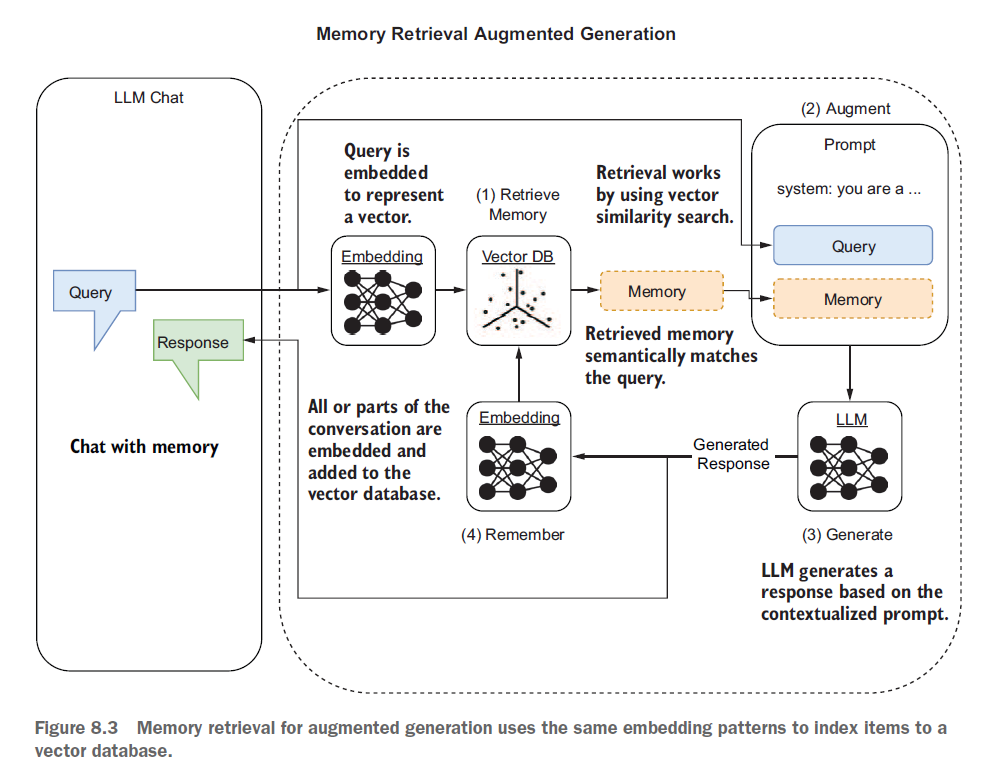 Memory Retrieval Augmented Generation
LLM Chat
Query
Response
Chat with memory
Query is
embedded
to represent
a vector.
(1) Retrieve
Memory
Retrieval works
by using vector
similarity search.
(2) Augment
Prompt
system: you are a ...
Query
Memory
Embedding
Vector DB
Memory
Retrieved memory
semantically matches
the query.
All or parts of the
conversation are
embedded and
added to the
vector database.
Embedding
(4) Remember
Generated
Response
LLM
(3) Generate
LLM generates a
response based on the
contextualized prompt.
Figure 8.3 Memory retrieval for augmented generation uses the same embedding patterns to index items to a
vector database.